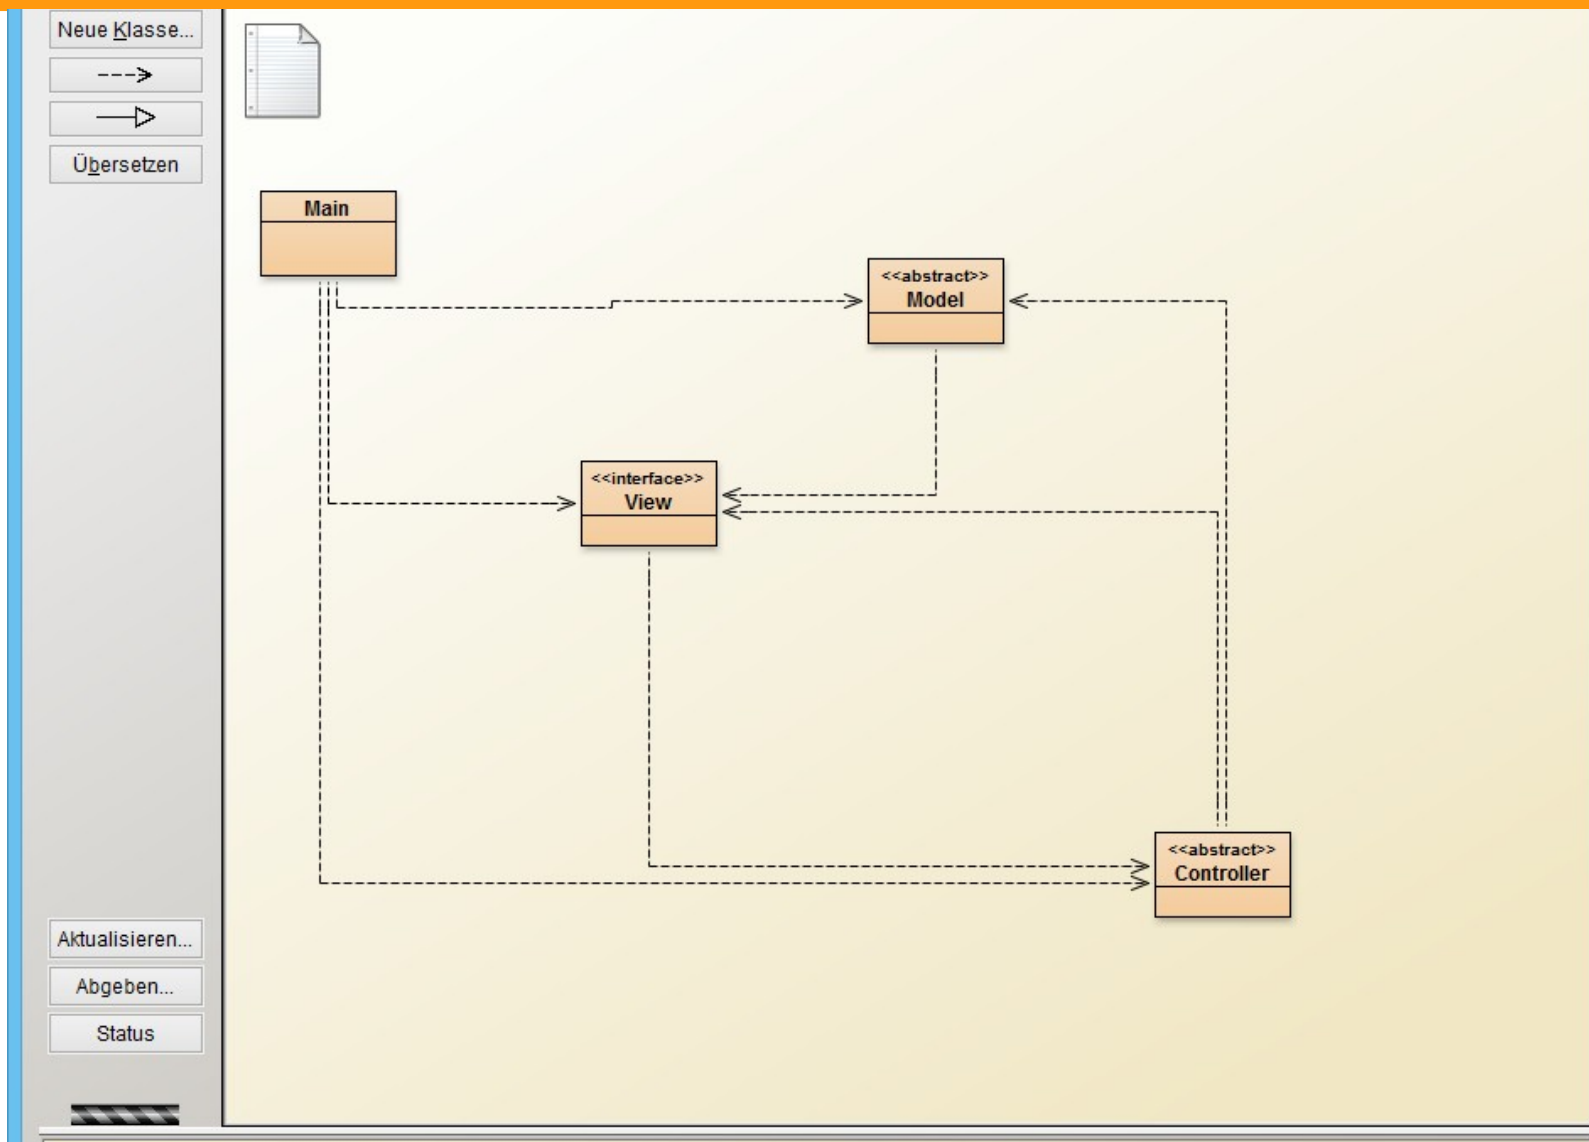 Neue Klasse...
Übersetzen
Main
<<abstract>>
Model
<<interface>>
View
<<abstract>>
Controller
Aktualisieren...
Abgeben...
Status